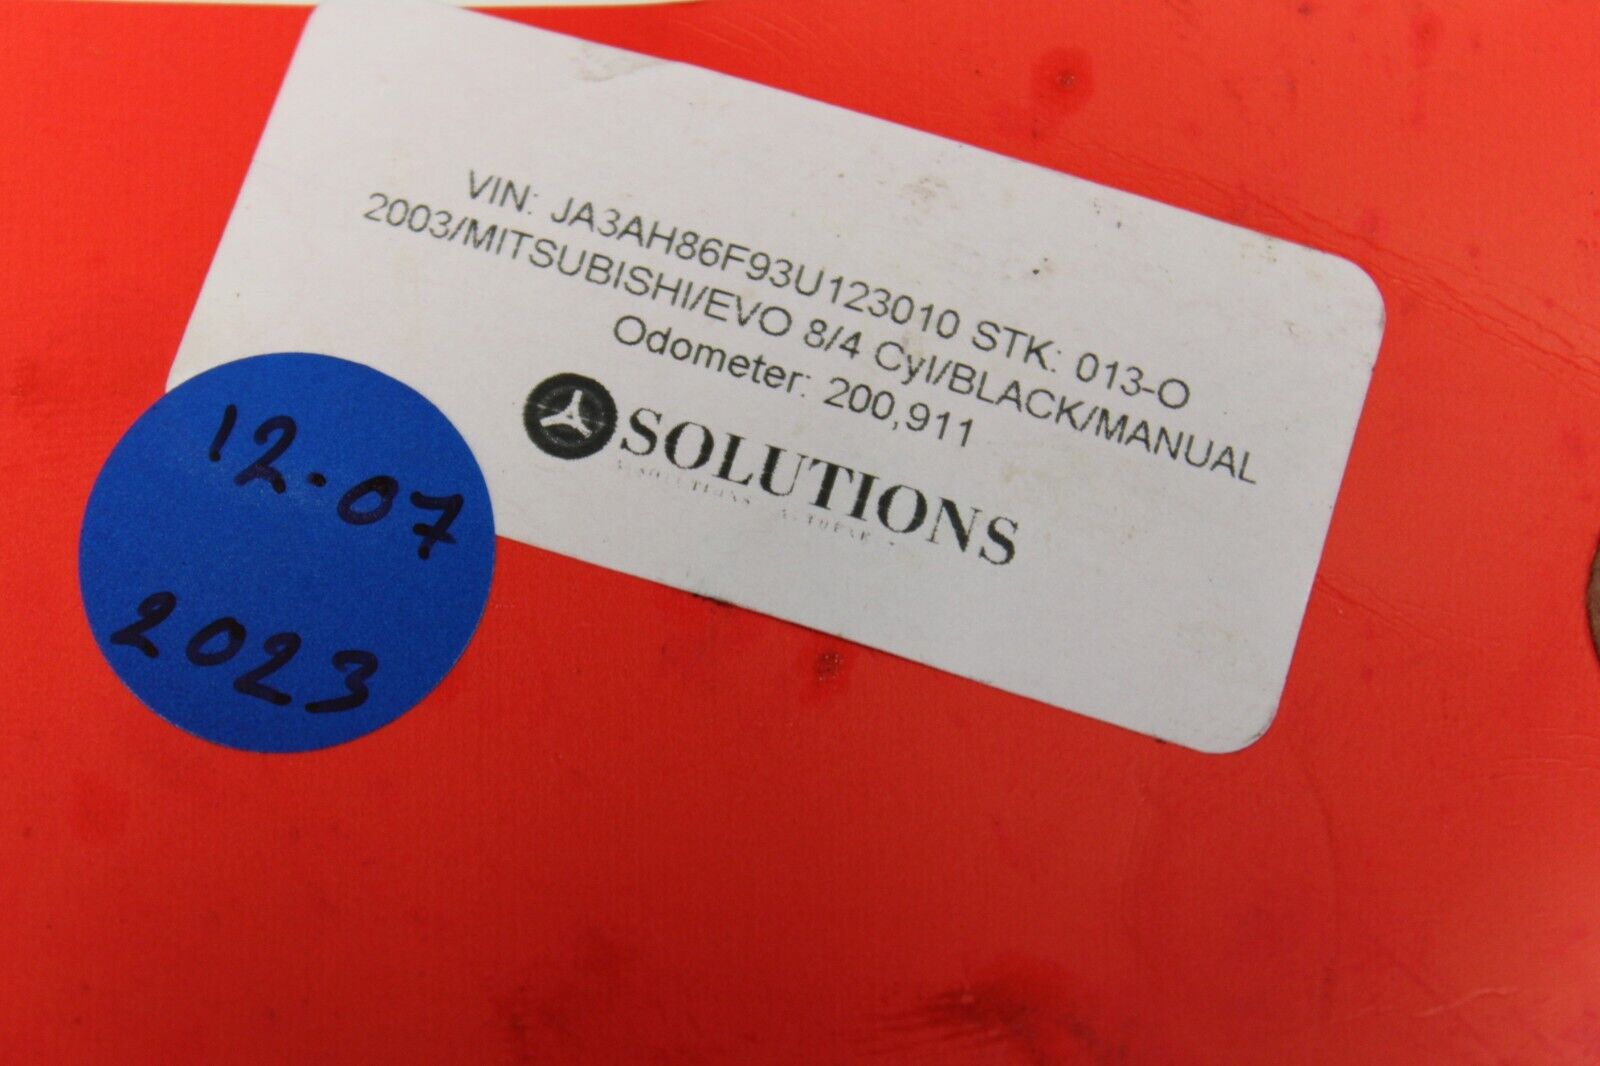 VIN: JA3AH86F93U123010 STK: 013-O
2003/MITSUBISHI/EVO 8/4 Cyl/BLACK/MANUAL
Odometer: 200,911
SOLUTIONS
SOLUTIONS
12-07
2023